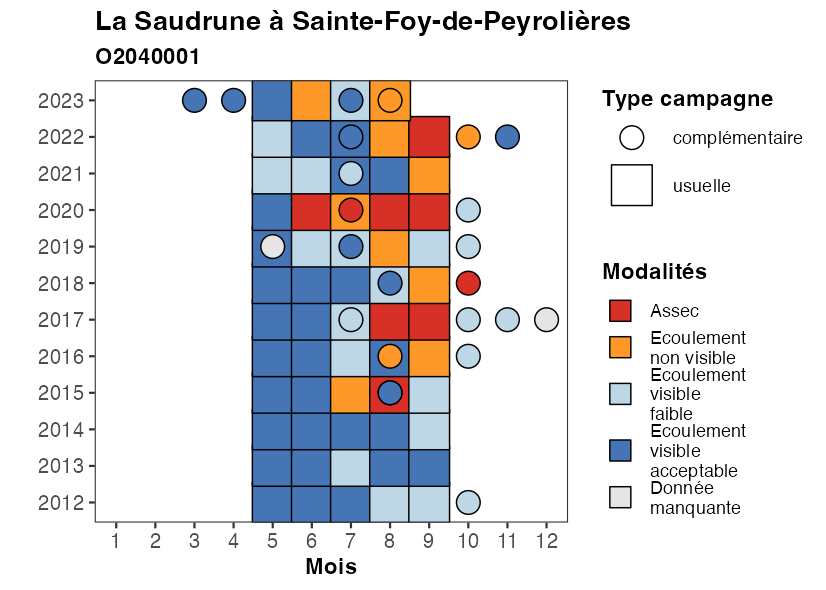 La Saudrune à Sainte-Foy-de-Peyrolières
O2040001
2023
2022
2021
2020
2019
2018
2017
2016
2015
2014
2013
2012
1 2 3 4 5 6 7 8 9 10 11 12
Mois
Type campagne
complémentaire
usuelle
Modalités
Assec
Ecoulement
non visible
Ecoulement
visible
faible
Ecoulement
visible
acceptable
Donnée
manquante